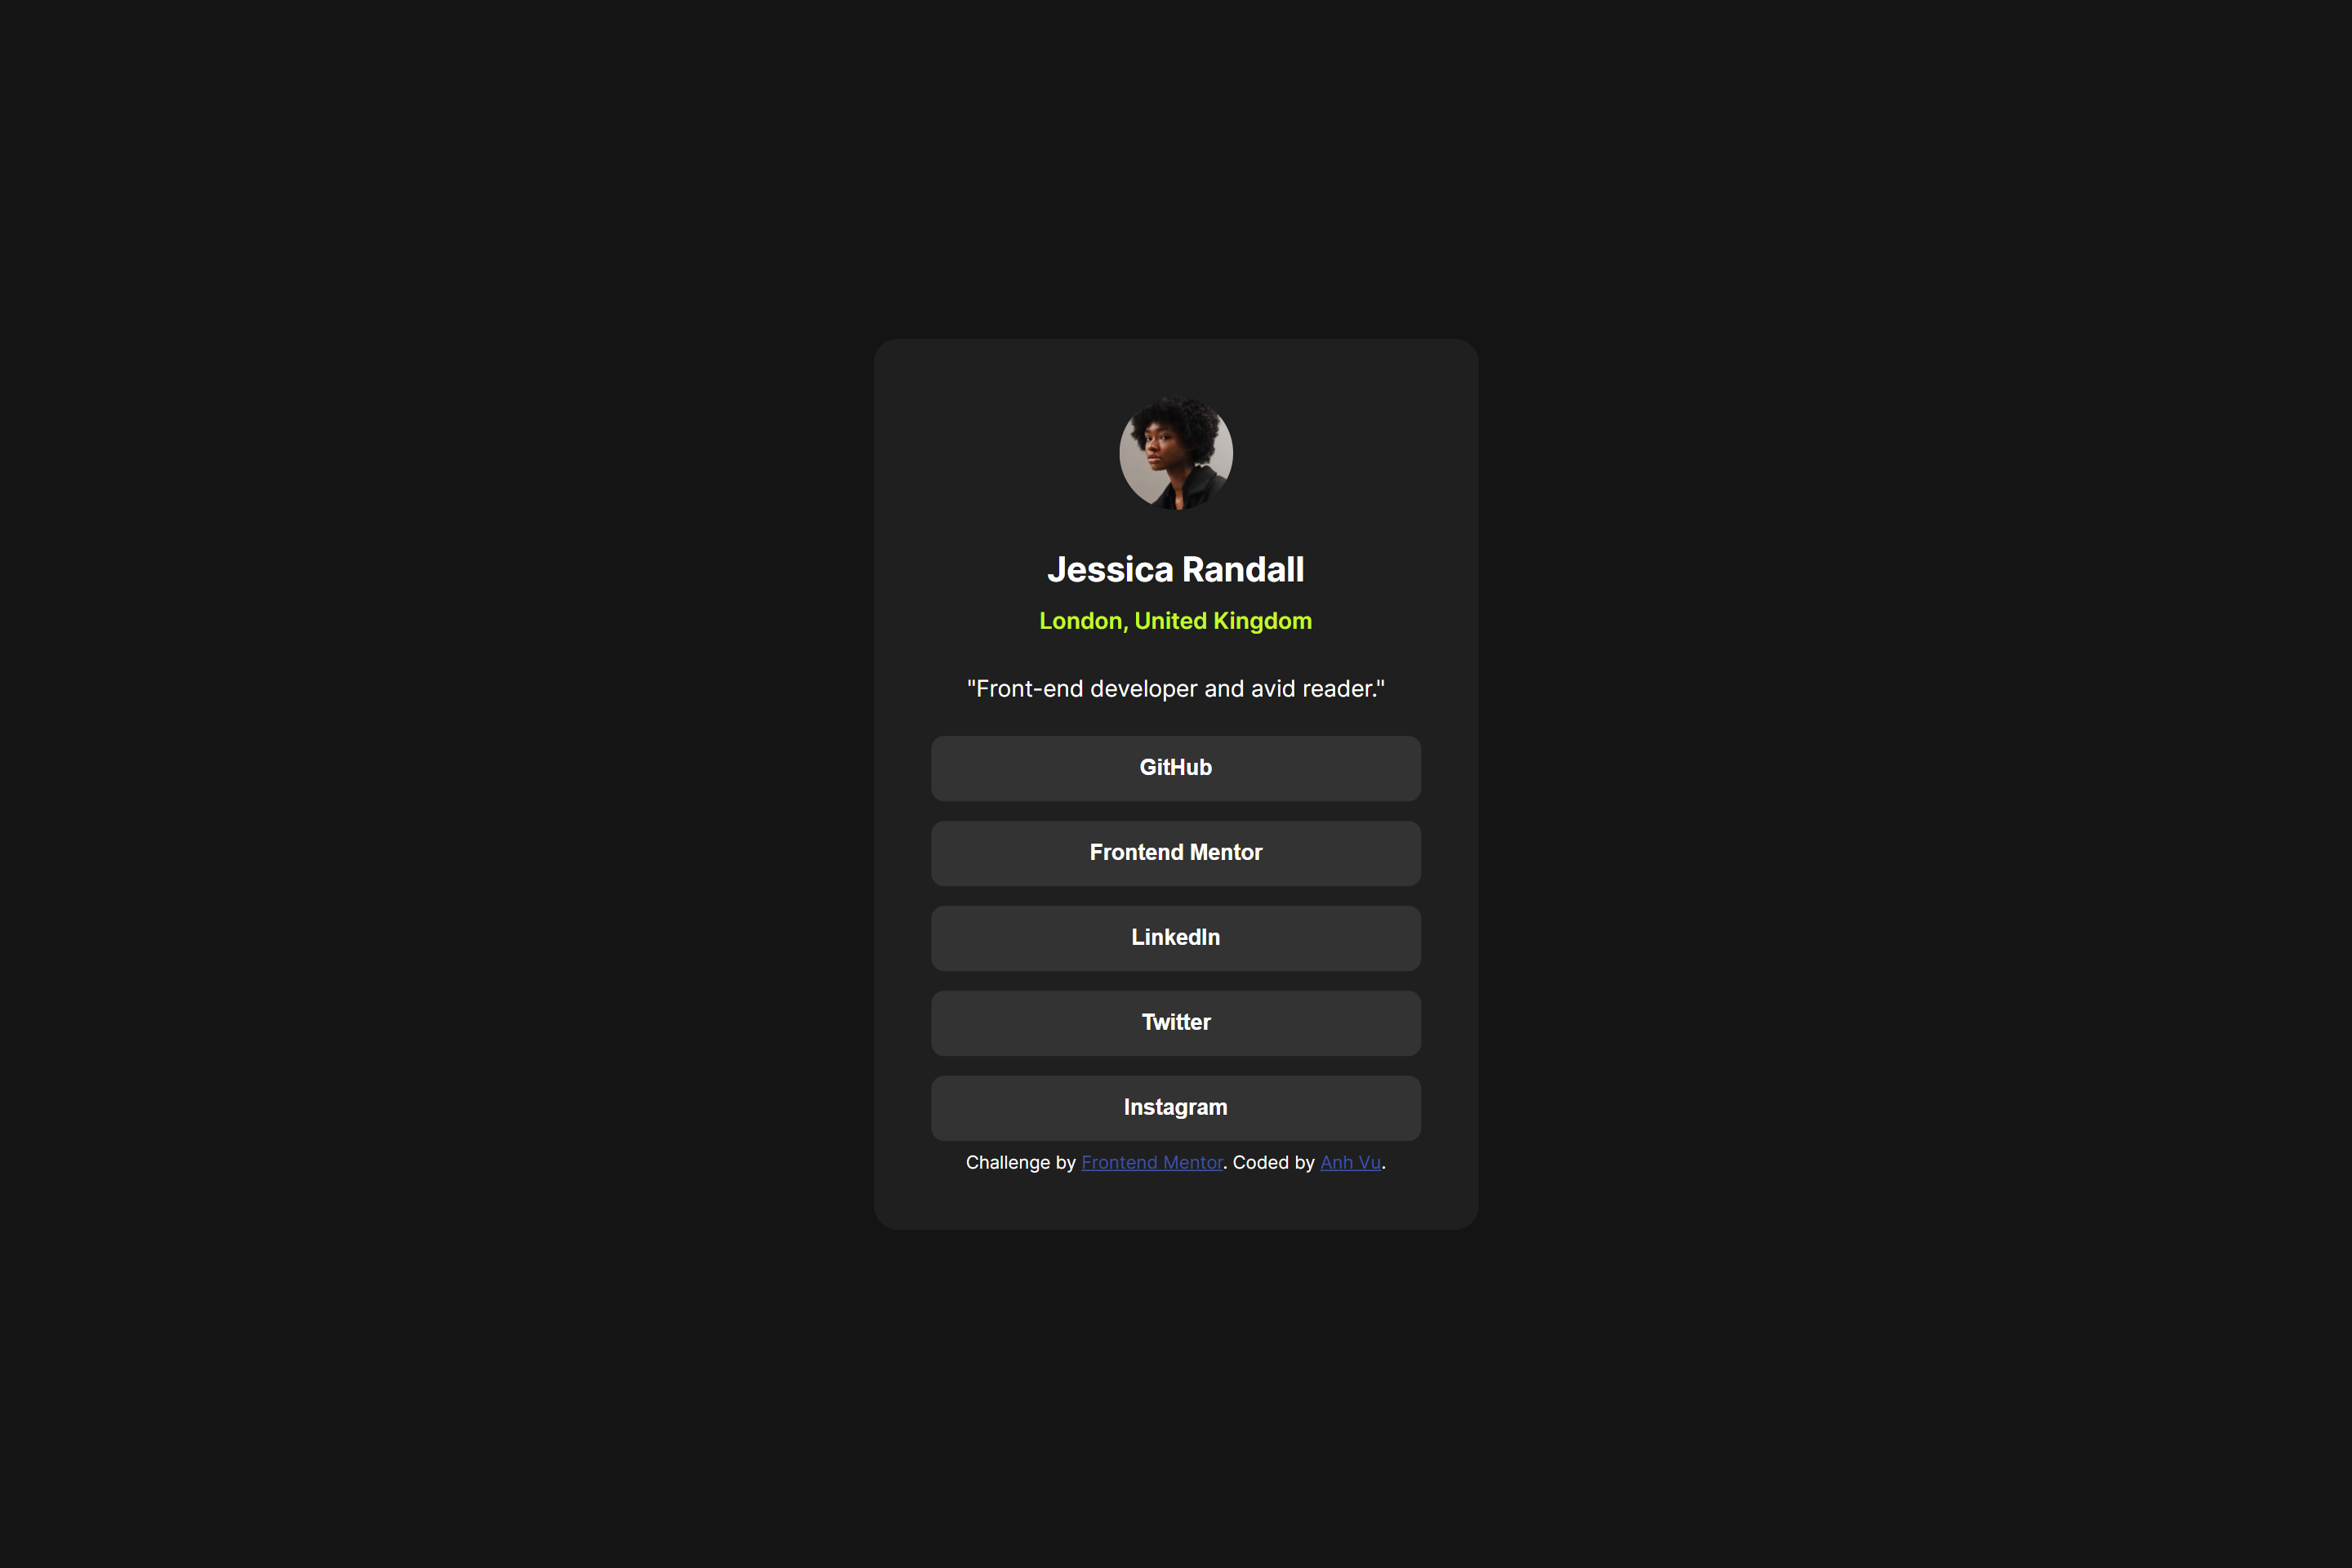 Jessica Randall
London, United Kingdom
"Front-end developer and avid reader."
GitHub
Frontend Mentor
LinkedIn
Twitter
Instagram
Challenge by Frontend Mentor. Coded by Anh Vu.